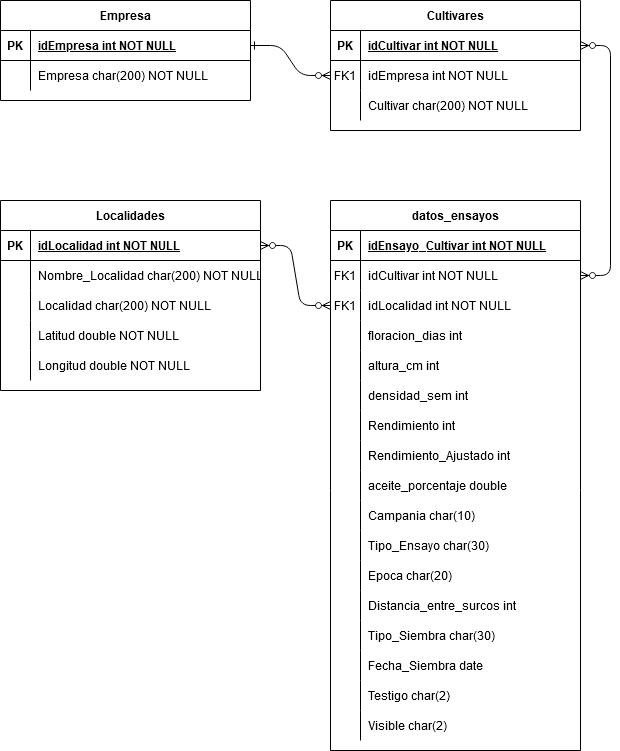 Empresa
PK idEmpresa int NOT NULL
Empresa char(200) NOT NULL
Cultivares
PK idCultivar int NOT NULL
FK1 idEmpresa int NOT NULL
Cultivar char(200) NOT NULL
Localidades
PK idLocalidad int NOT NULL
Nombre_Localidad char(200) NOT NULL
Localidad char(200) NOT NULL
Latitud double NOT NULL
Longitud double NOT NULL
datos_ensayos
PK idEnsayo_Cultivar int NOT NULL
FK1 idCultivar int NOT NULL
FK1 idLocalidad int NOT NULL
floracion_dias int
altura_cm int
densidad_sem int
Rendimiento int
Rendimiento_Ajustado int
aceite_porcentaje double
Campania char(10)
Tipo_Ensayo char(30)
Epoca char(20)
Distancia_entre_surcos int
Tipo_Siembra char(30)
Fecha_Siembra date
Testigo char(2)
Visible char(2)